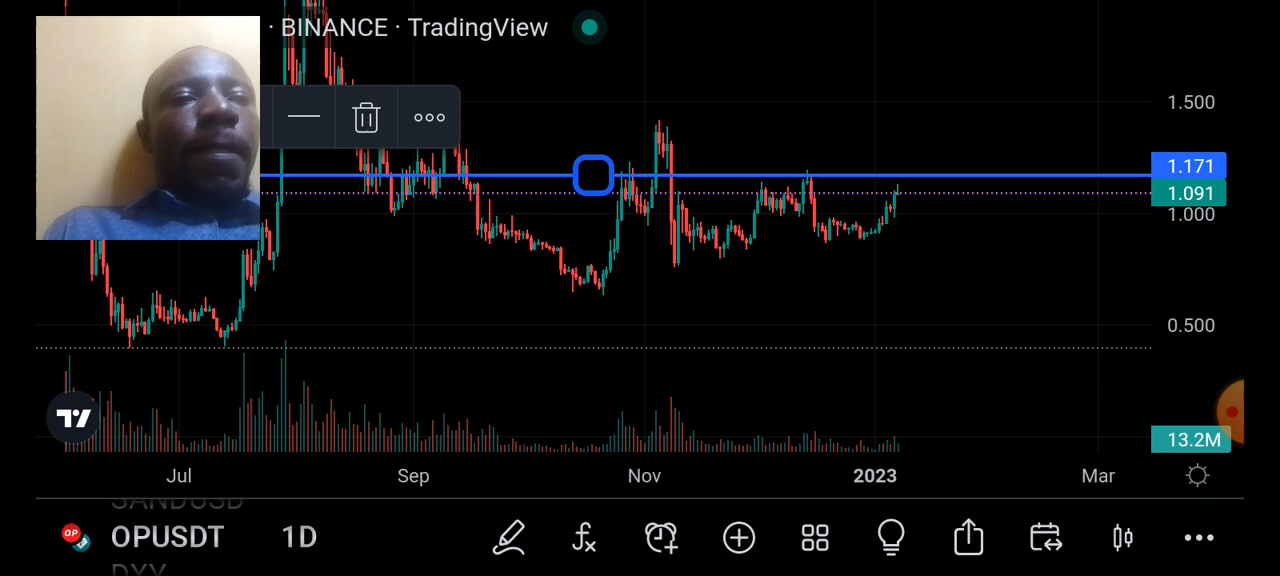 · BINANCE · TradingView
1.500
1.171
1.091
1.000
0.500
13.2M
Jul Sep Nov 2023 Mar
SANDUSD
OP OPUSDT 1D
DXY